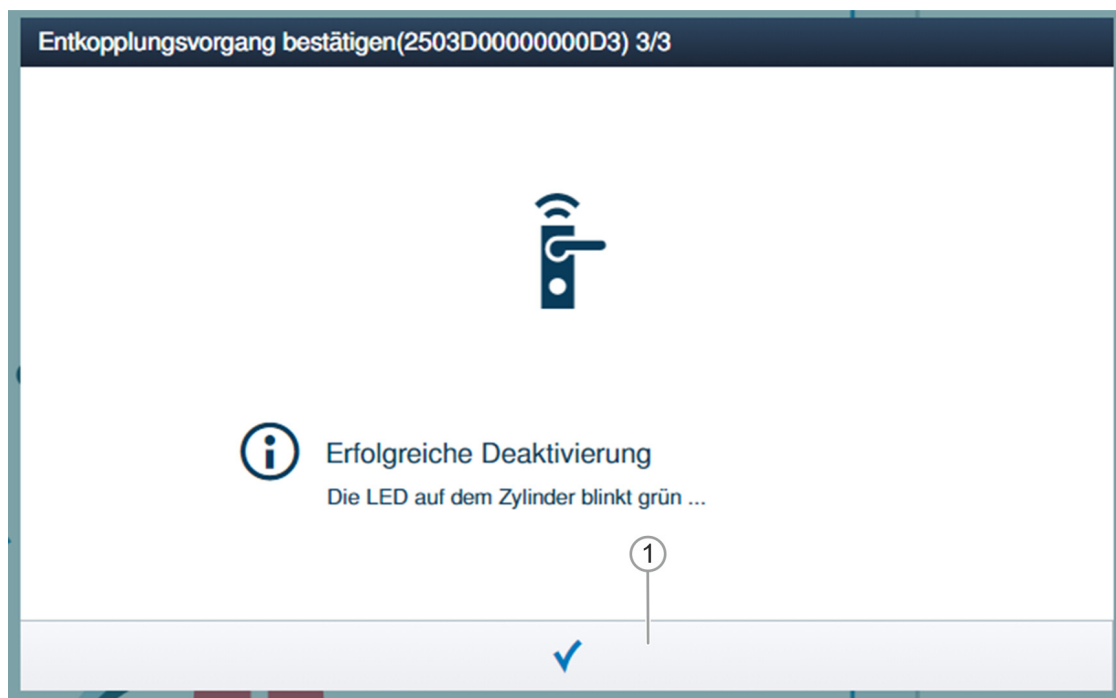 Entkopplungsvorgang bestätigen(2503D00000000D3) 3/3
Erfolgreiche Deaktivierung
Die LED auf dem Zylinder blinkt grün ...
1